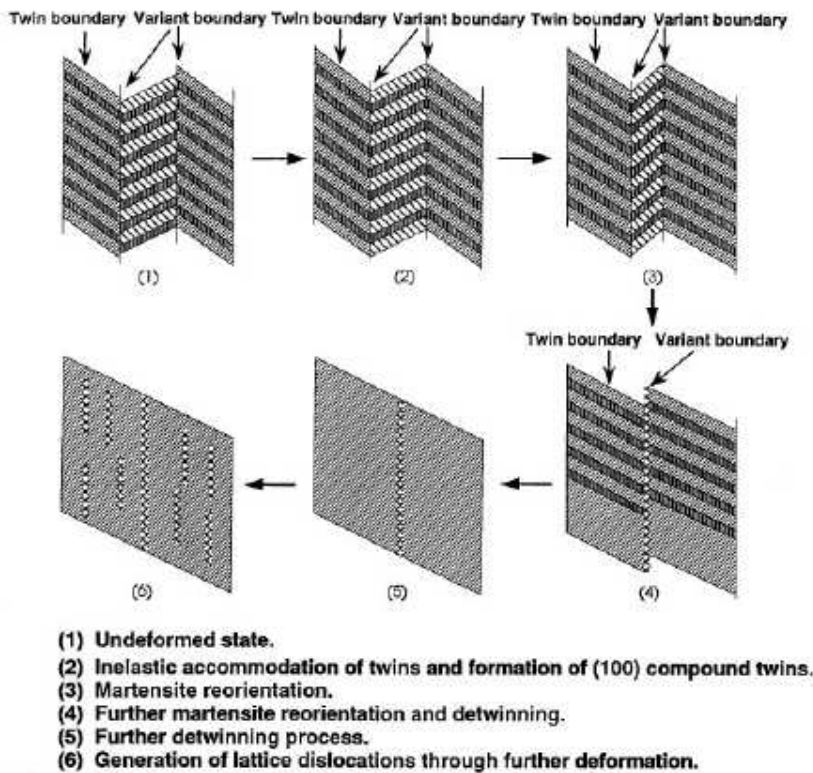 Twin boundary Variant boundary Twin boundary Variant boundary Twin boundary Variant boundary
(1) (2) (3)
Twin boundary Variant boundary
(6) (5) (4)
(1) Undeformed state.
(2) Inelastic accommodation of twins and formation of (100) compound twins.
(3) Martensite reorientation.
(4) Further martensite reorientation and detwinning.
(5) Further detwinning process.
(6) Generation of lattice dislocations through further deformation.